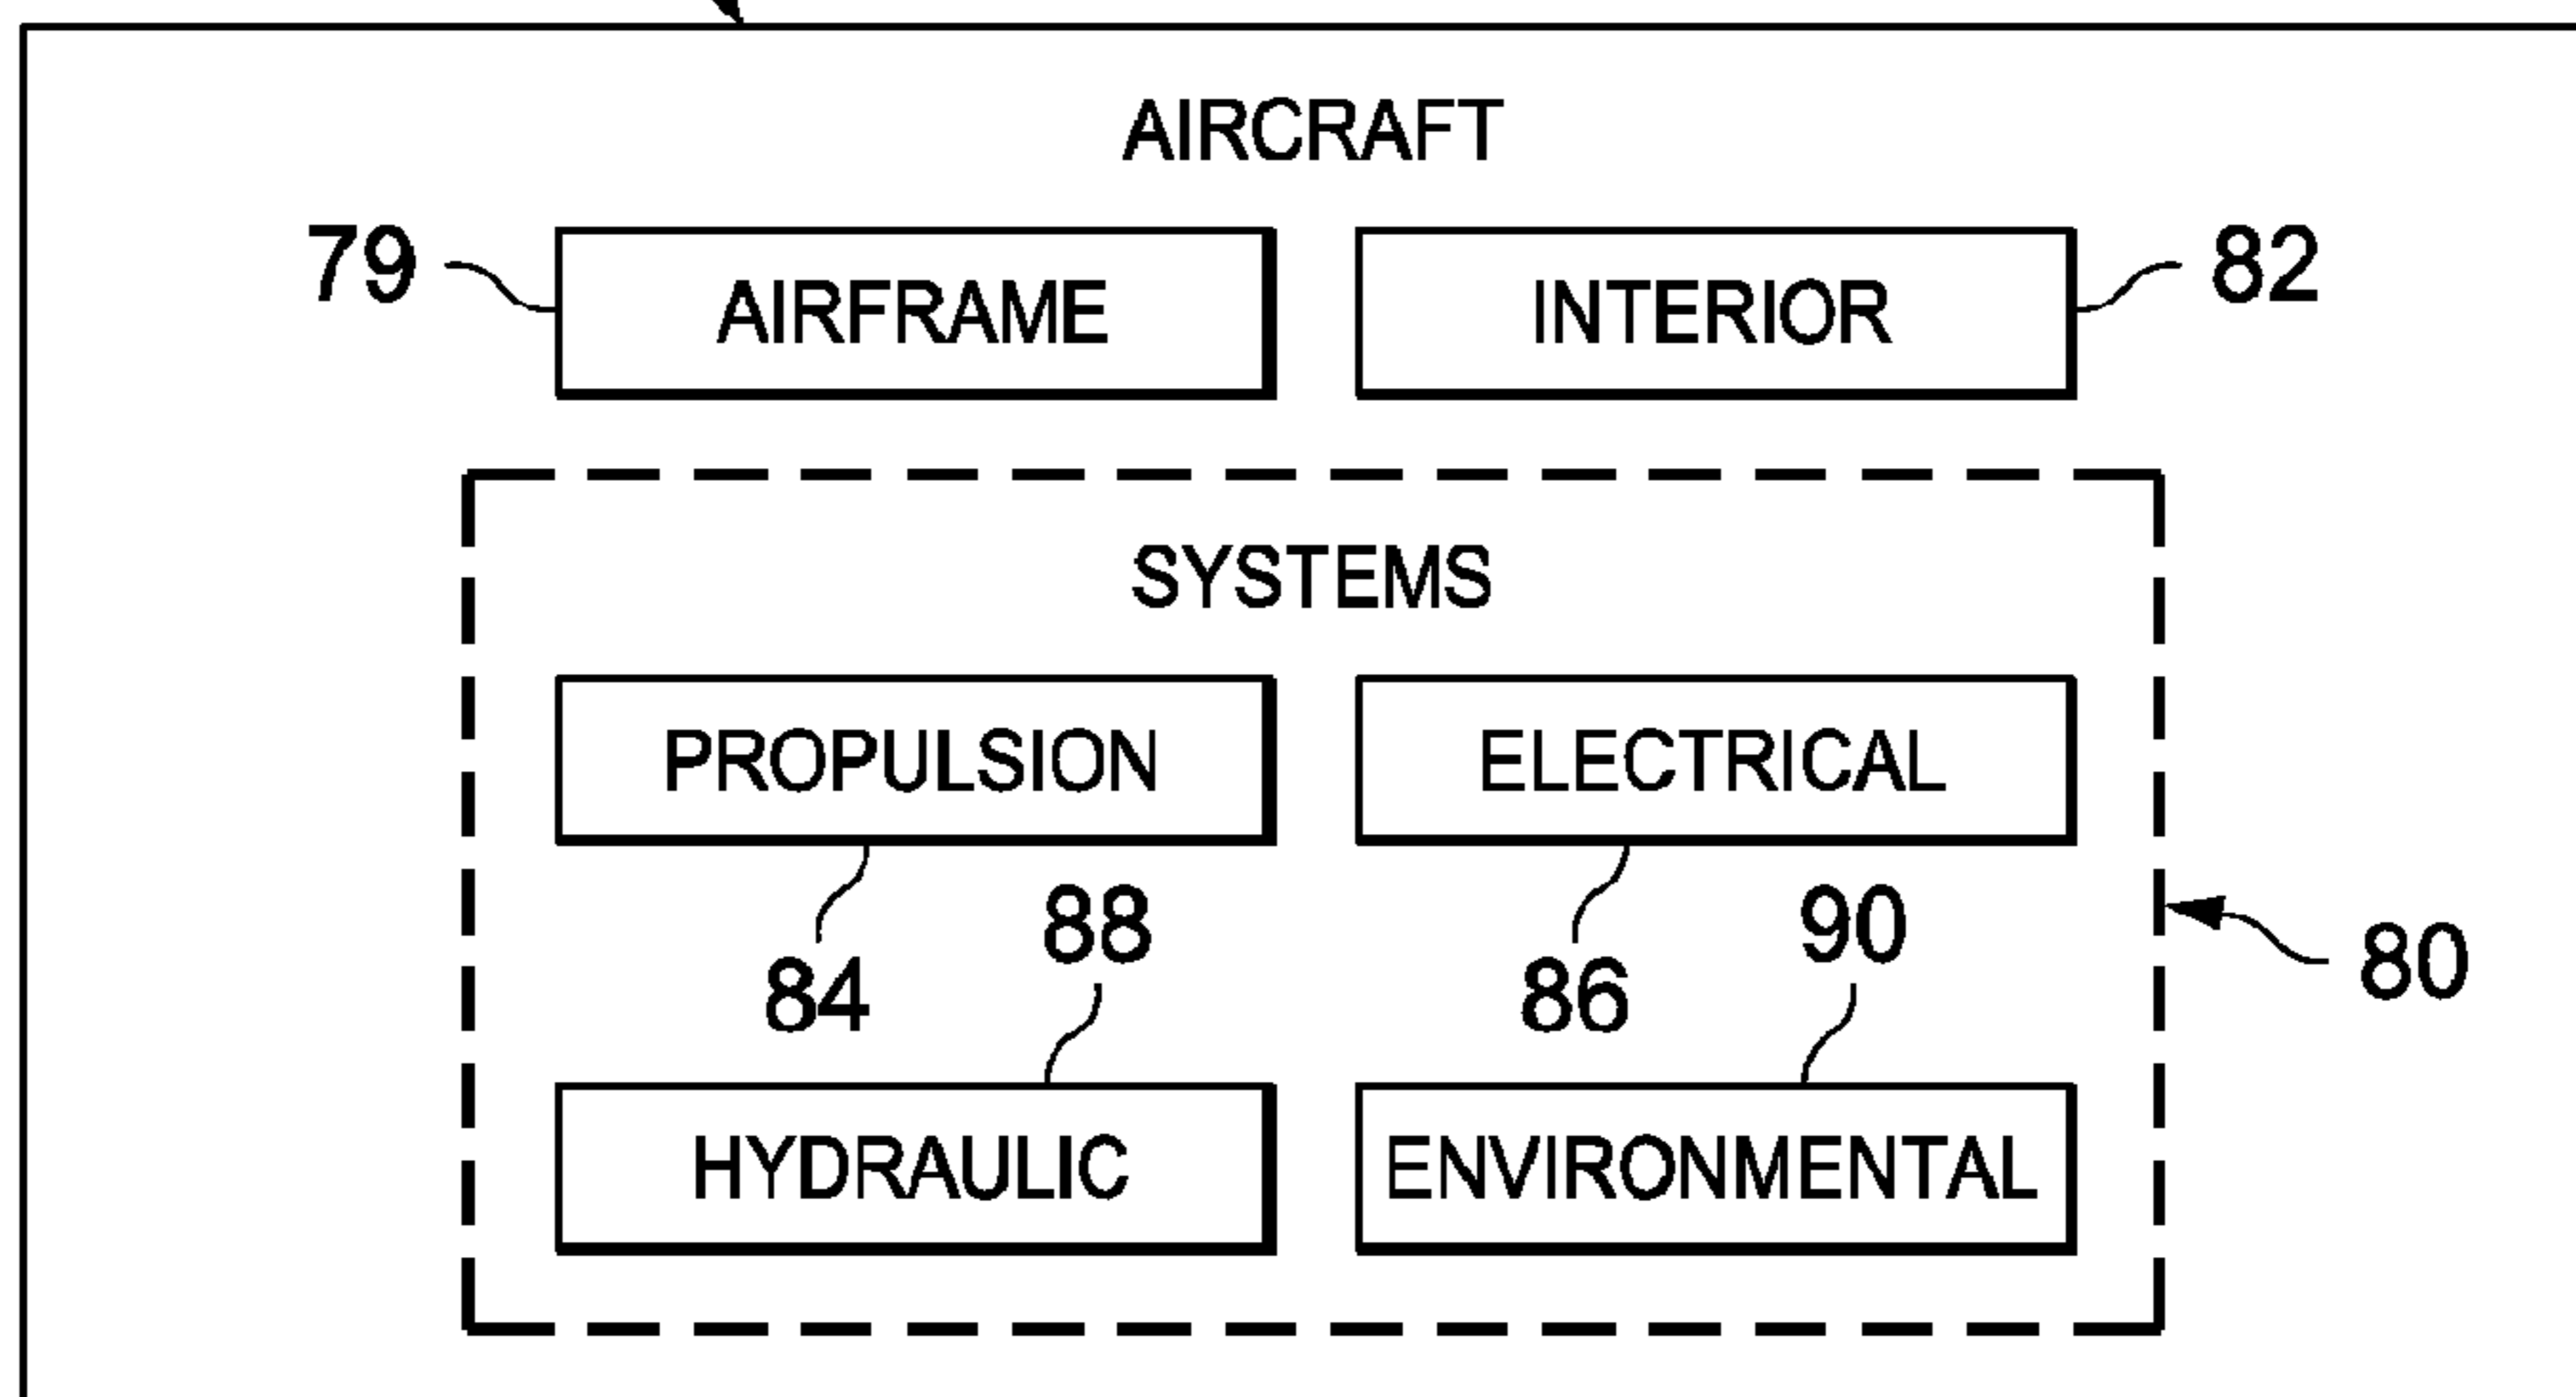 AIRCRAFT
79 AIRFRAME INTERIOR 82
SYSTEMS
PROPULSION ELECTRICAL
88 90
84 86 80
HYDRAULIC ENVIRONMENTAL